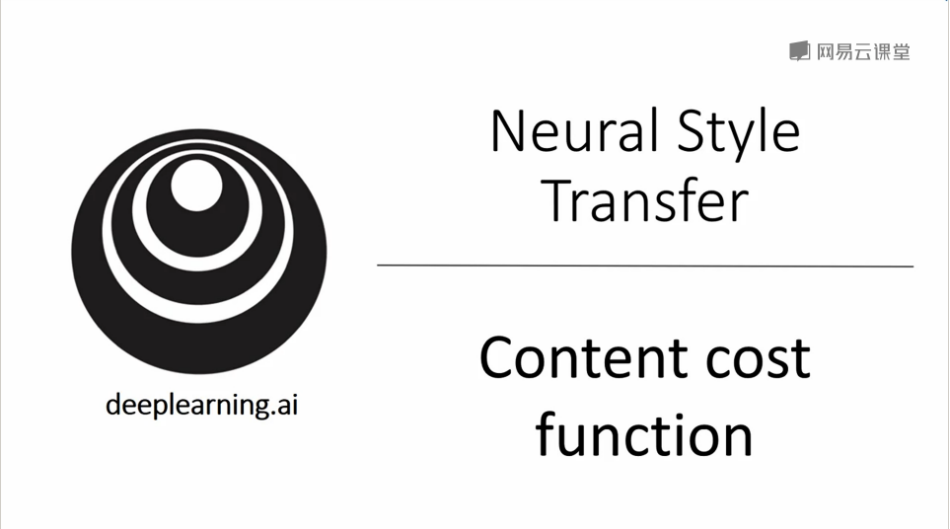 网易云课堂
Neural Style
Transfer
Content cost
function
deeplearning.ai